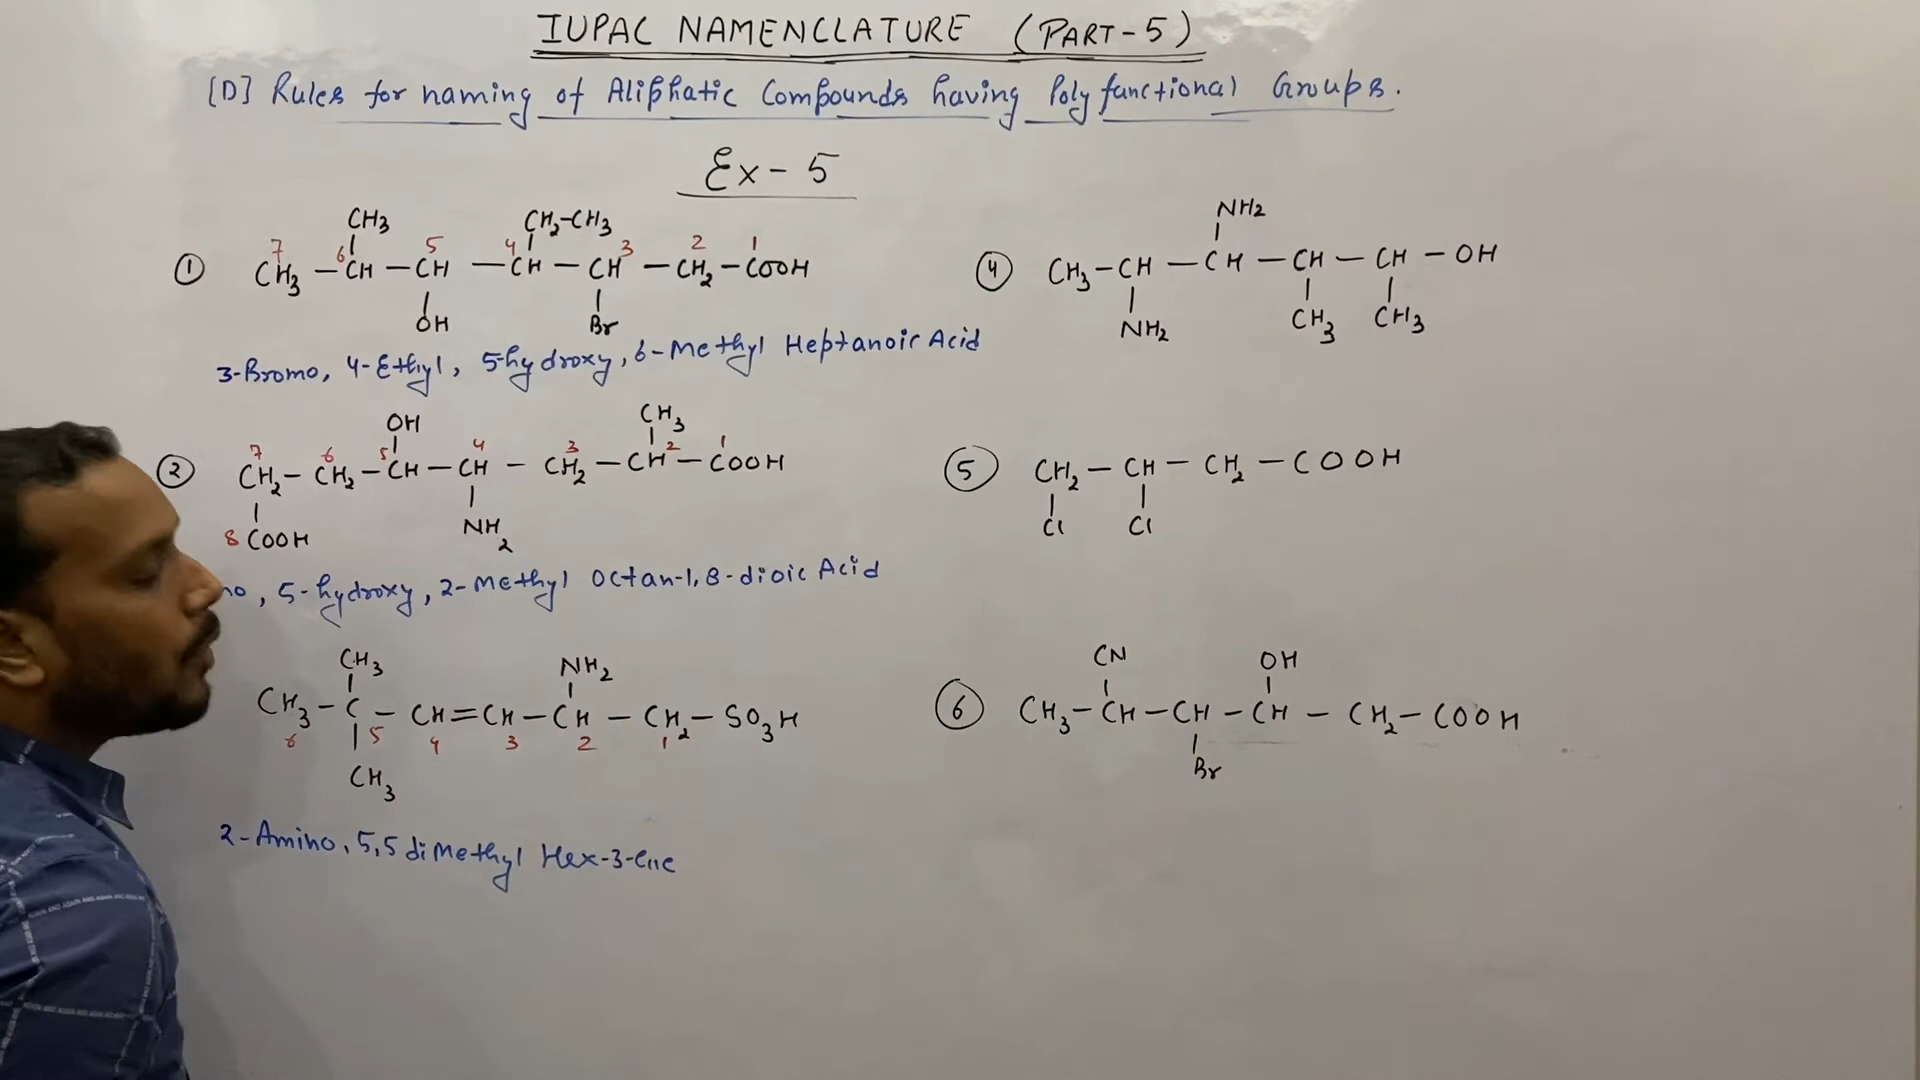 IUPAC NAMENCLATURE (PART-5)
[D] Rules for naming of Aliphatic Compounds having Poly functional Groups.
Ex-5
CH3 CH2-CH3
7 6 5 4 3 2 1
① CH3 - CH - CH - CH - CH - CH2 - COOH
OH Br
3-Bromo, 4-Ethyl, 5-hydroxy, 6-Methyl Heptanoic Acid
OH CH3
7 6 5 4 3 2 1
② CH2 - CH2 - CH - CH - CH2 - CH - COOH
8 COOH NH2
no, 5-hydroxy, 2-Methyl Octan-1,8-dioic Acid
CH3 NH2
CH3 - C - CH = CH - CH - CH2 - SO3H
6 5 4 3 2 1
CH3
2-Amino, 5,5 diMethyl Hex-3-ene
NH2
④ CH3 - CH - CH - CH - CH - OH
NH2 CH3 CH3
⑤ CH2 - CH - CH2 - COOH
Cl Cl
CN OH
⑥ CH3 - CH - CH - CH - CH2 - COOH
Br